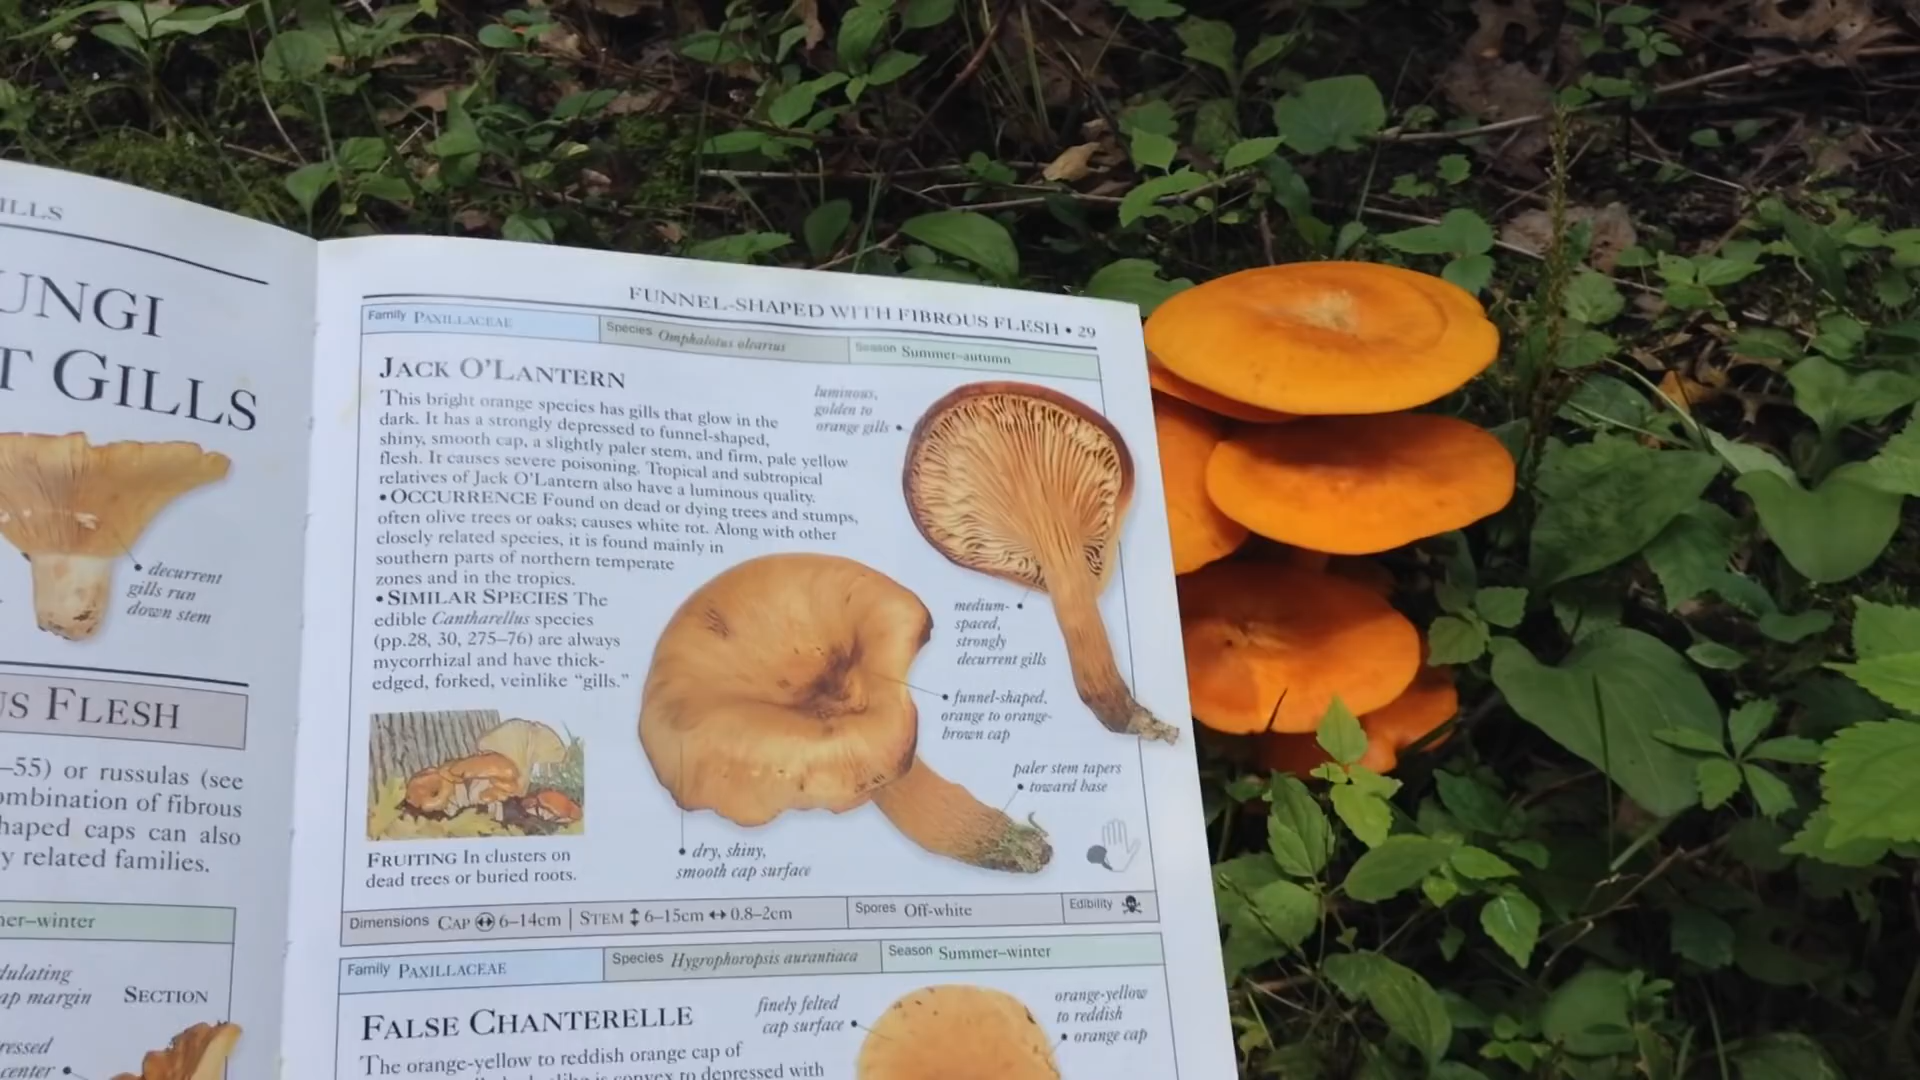 ILLS
UNGI
T GILLS
decurrent
gills run
down stem
US FLESH
–55) or russulas (see
ombination of fibrous
haped caps can also
y related families.
er–winter
dulating
ap margin
SECTION
ressed
center
FUNNEL-SHAPED WITH FIBROUS FLESH • 29
Family PAXILLACEAE
Species Omphalotus olearius
Season Summer–autumn
JACK O'LANTERN
This bright orange species has gills that glow in the
dark. It has a strongly depressed to funnel-shaped,
shiny, smooth cap, a slightly paler stem, and firm, pale yellow
flesh. It causes severe poisoning. Tropical and subtropical
relatives of Jack O'Lantern also have a luminous quality.
• OCCURRENCE Found on dead or dying trees and stumps,
often olive trees or oaks; causes white rot. Along with other
closely related species, it is found mainly in
southern parts of northern temperate
zones and in the tropics.
• SIMILAR SPECIES The
edible Cantharellus species
(pp.28, 30, 275–76) are always
mycorrhizal and have thick-
edged, forked, veinlike “gills.”
luminous,
golden to
orange gills
medium-
spaced,
strongly
decurrent gills
funnel-shaped,
orange to orange-
brown cap
paler stem tapers
toward base
dry, shiny,
smooth cap surface
FRUITING In clusters on
dead trees or buried roots.
Dimensions CAP 6–14cm | STEM 6–15cm 0.8–2cm
Spores Off-white
Edibility
Family PAXILLACEAE
Species Hygrophoropsis aurantiaca
Season Summer–winter
FALSE CHANTERELLE
The orange-yellow to reddish orange cap of
convex to depressed with
finely felted
cap surface
orange-yellow
to reddish
orange cap